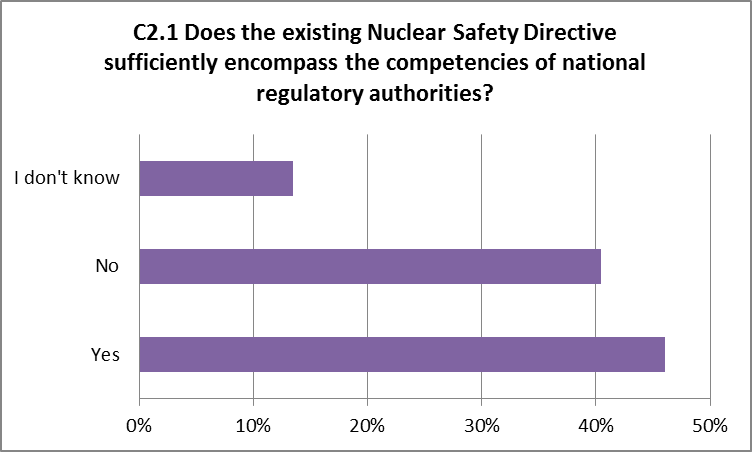 C2.1 Does the existing Nuclear Safety Directive
sufficiently encompass the competencies of national
regulatory authorities?
I don't know
No
Yes
0% 10% 20% 30% 40% 50%